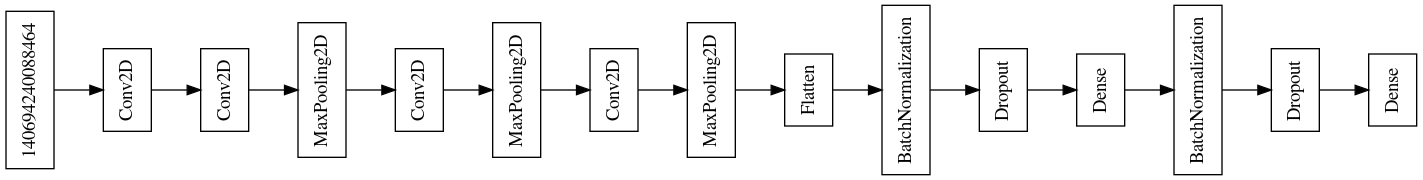 140694240088464
Conv2D
Conv2D
MaxPooling2D
Conv2D
MaxPooling2D
Conv2D
MaxPooling2D
Flatten
BatchNormalization
Dropout
Dense
BatchNormalization
Dropout
Dense